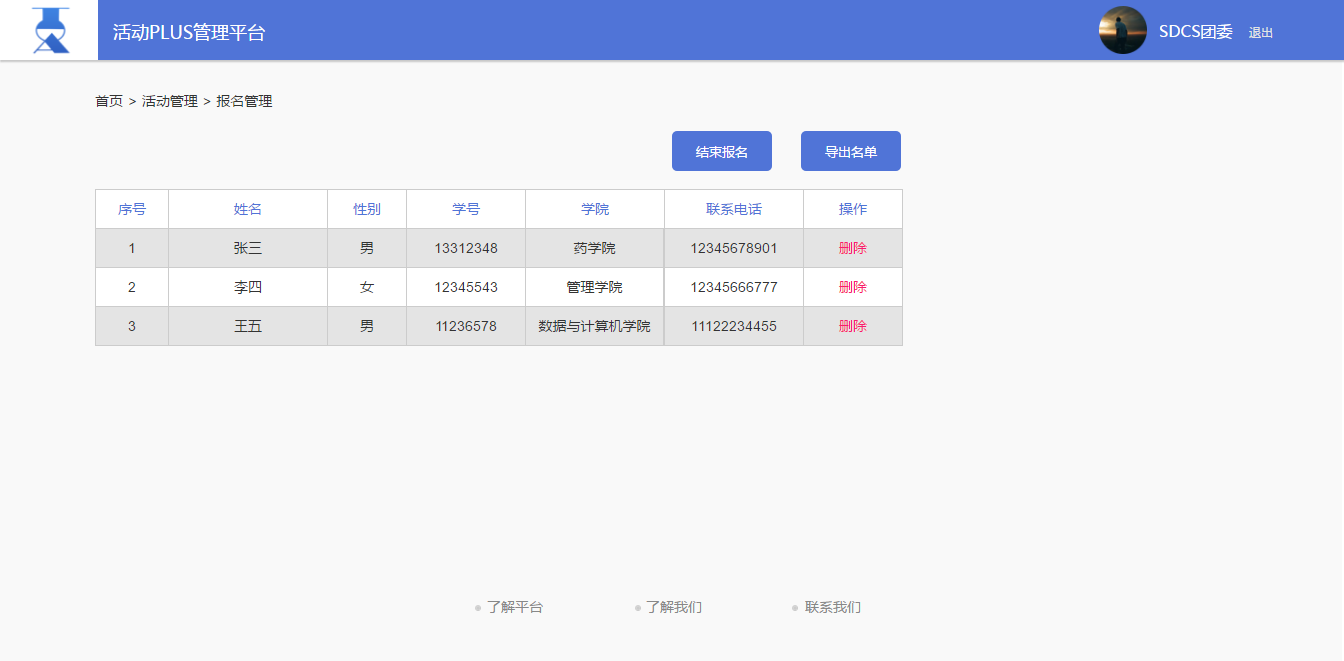 活动PLUS管理平台 SDCS团委 退出
首页 > 活动管理 > 报名管理
结束报名 导出名单
序号 姓名 性别 学号 学院 联系电话 操作
1 张三 男 13312348 药学院 12345678901 删除
2 李四 女 12345543 管理学院 12345666777 删除
3 王五 男 11236578 数据与计算机学院 11122234455 删除
了解平台 了解我们 联系我们